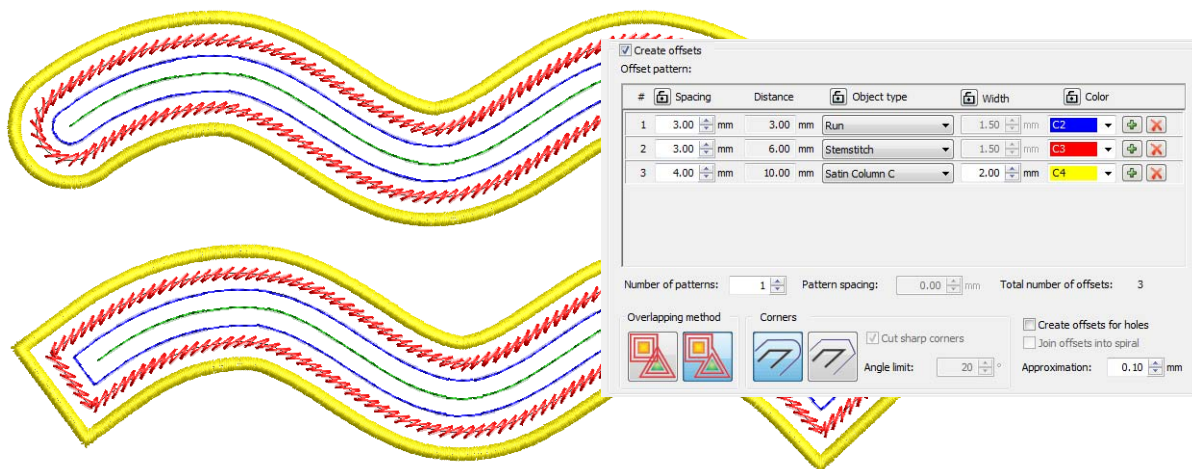 Create offsets
Offset pattern:
# Spacing Distance Object type Width Color
1 3.00 mm 3.00 mm Run 1.50 mm C2
2 3.00 mm 6.00 mm Stemstitch 1.50 mm C3
3 4.00 mm 10.00 mm Satin Column C 2.00 mm C4
Number of patterns: 1 Pattern spacing: 0.00 mm Total number of offsets: 3
Overlapping method Corners
Cut sharp corners
Angle limit: 20 °
Create offsets for holes
Join offsets into spiral
Approximation: 0.10 mm